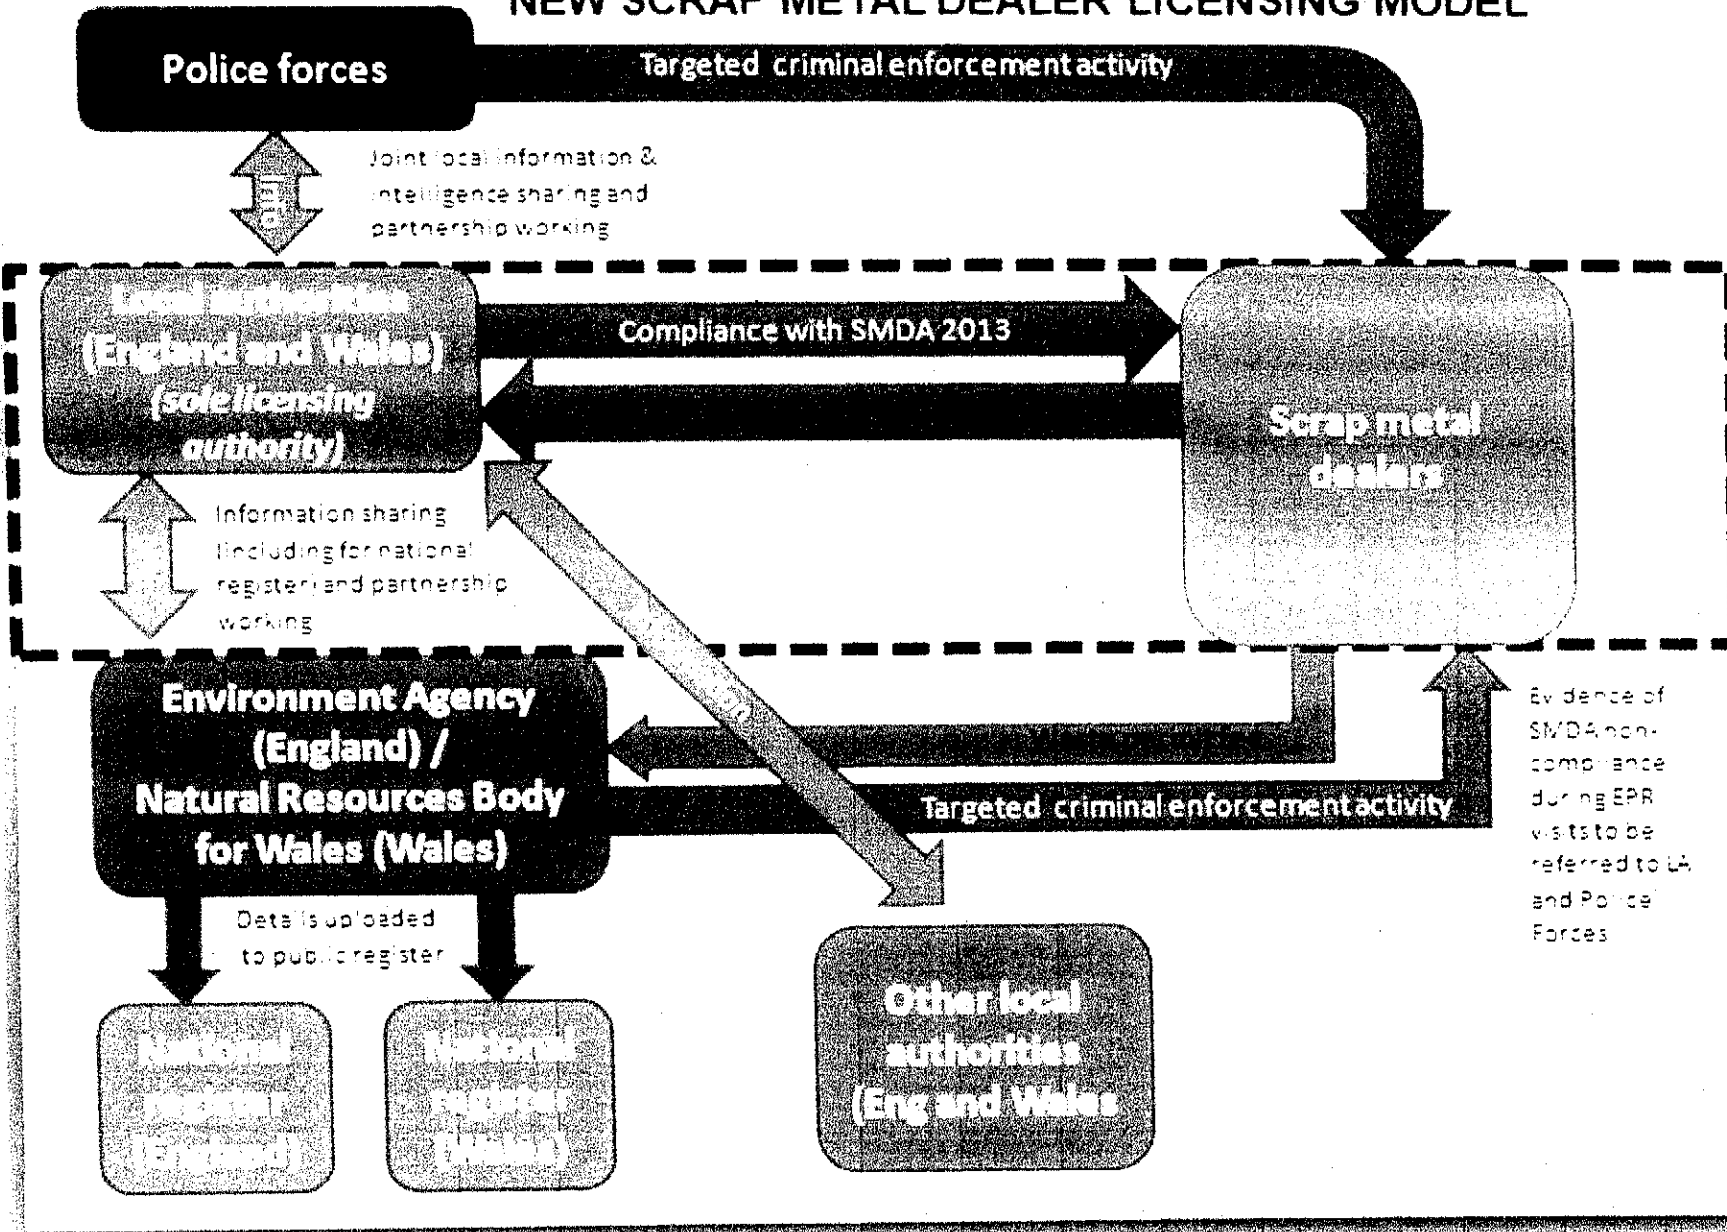 NEW SCRAP METAL DEALER LICENSING MODEL
Police forces
Targeted criminal enforcement activity
Info
Joint local information &
intelligence sharing and
partnership working
Local authorities
(England and Wales)
(sole licensing
authority)
Compliance with SMDA 2013
Scrap metal
dealers
Information sharing
(including for national
register) and partnership
working
Environment Agency
(England) /
Natural Resources Body
for Wales (Wales)
Targeted criminal enforcement activity
Evidence of
SMDA non-
compliance
during EPR
visits to be
referred to LA
and Police
Forces
Details uploaded
to public register
National
register
(England)
National
register
(Wales)
Other local
authorities
(Eng and Wales